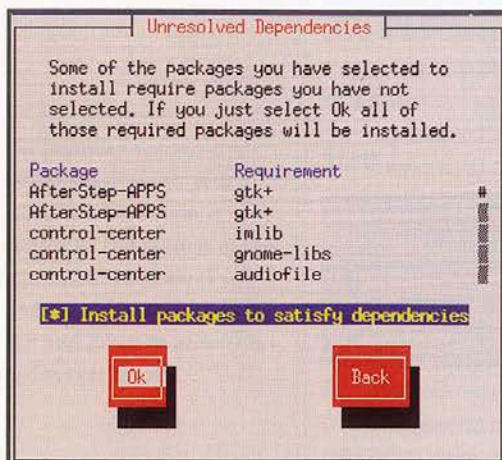 Unresolved Dependencies
Some of the packages you have selected to
install require packages you have not
selected. If you just select Ok all of
those required packages will be installed.
Package Requirement
AfterStep-APPS gtk+ #
AfterStep-APPS gtk+
control-center imlib
control-center gnome-libs
control-center audiofile
[*] Install packages to satisfy dependencies
Ok Back